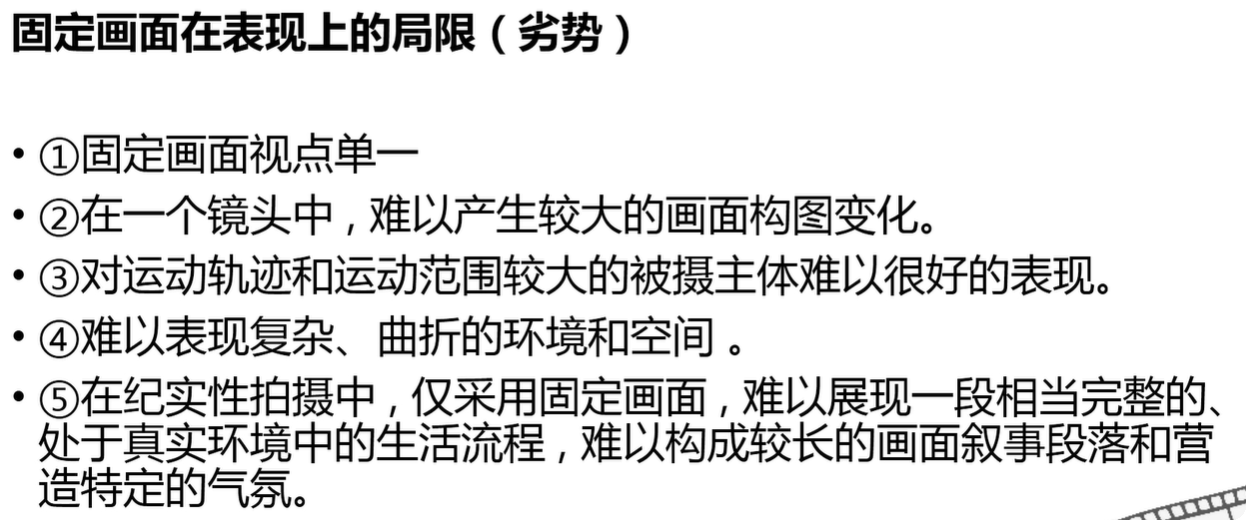 固定画面在表现上的局限（劣势）
• ①固定画面视点单一
• ②在一个镜头中，难以产生较大的画面构图变化。
• ③对运动轨迹和运动范围较大的被摄主体难以很好的表现。
• ④难以表现复杂、曲折的环境和空间 。
• ⑤在纪实性拍摄中，仅采用固定画面，难以展现一段相当完整的、
处于真实环境中的生活流程，难以构成较长的画面叙事段落和营
造特定的气氛。